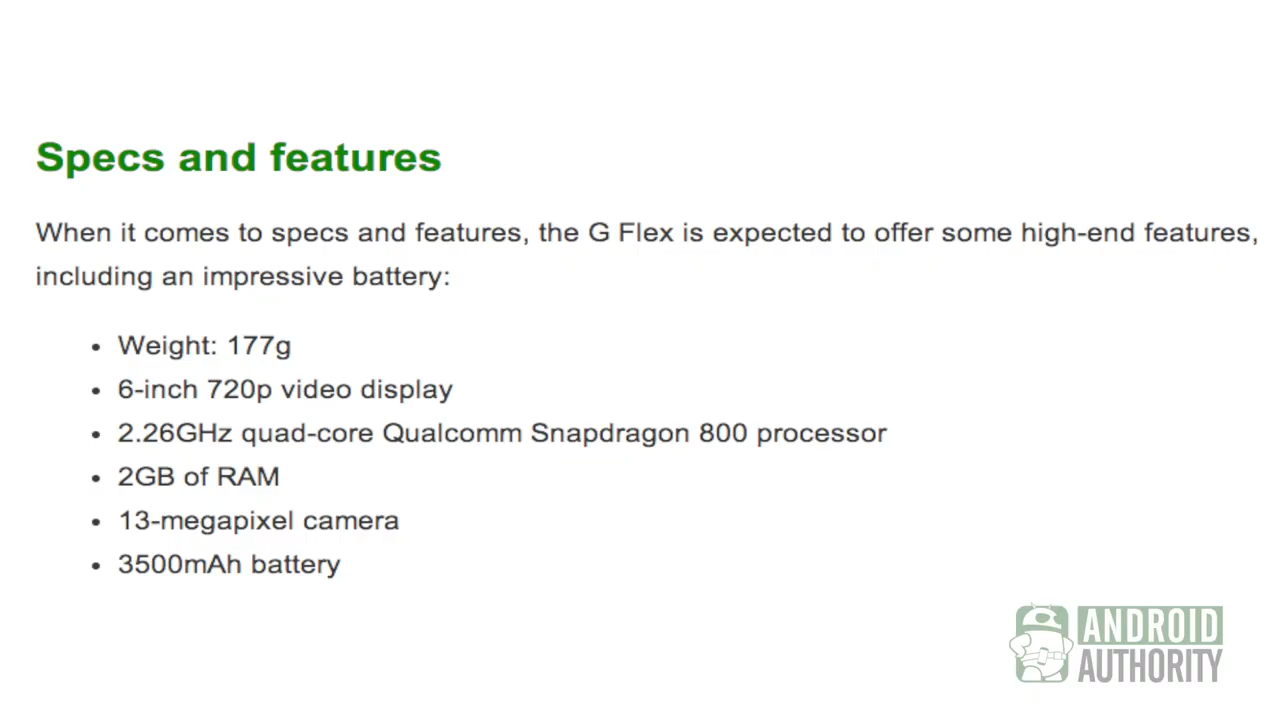 Specs and features
When it comes to specs and features, the G Flex is expected to offer some high-end features,
including an impressive battery:
• Weight: 177g
• 6-inch 720p video display
• 2.26GHz quad-core Qualcomm Snapdragon 800 processor
• 2GB of RAM
• 13-megapixel camera
• 3500mAh battery
ANDROID
AUTHORITY